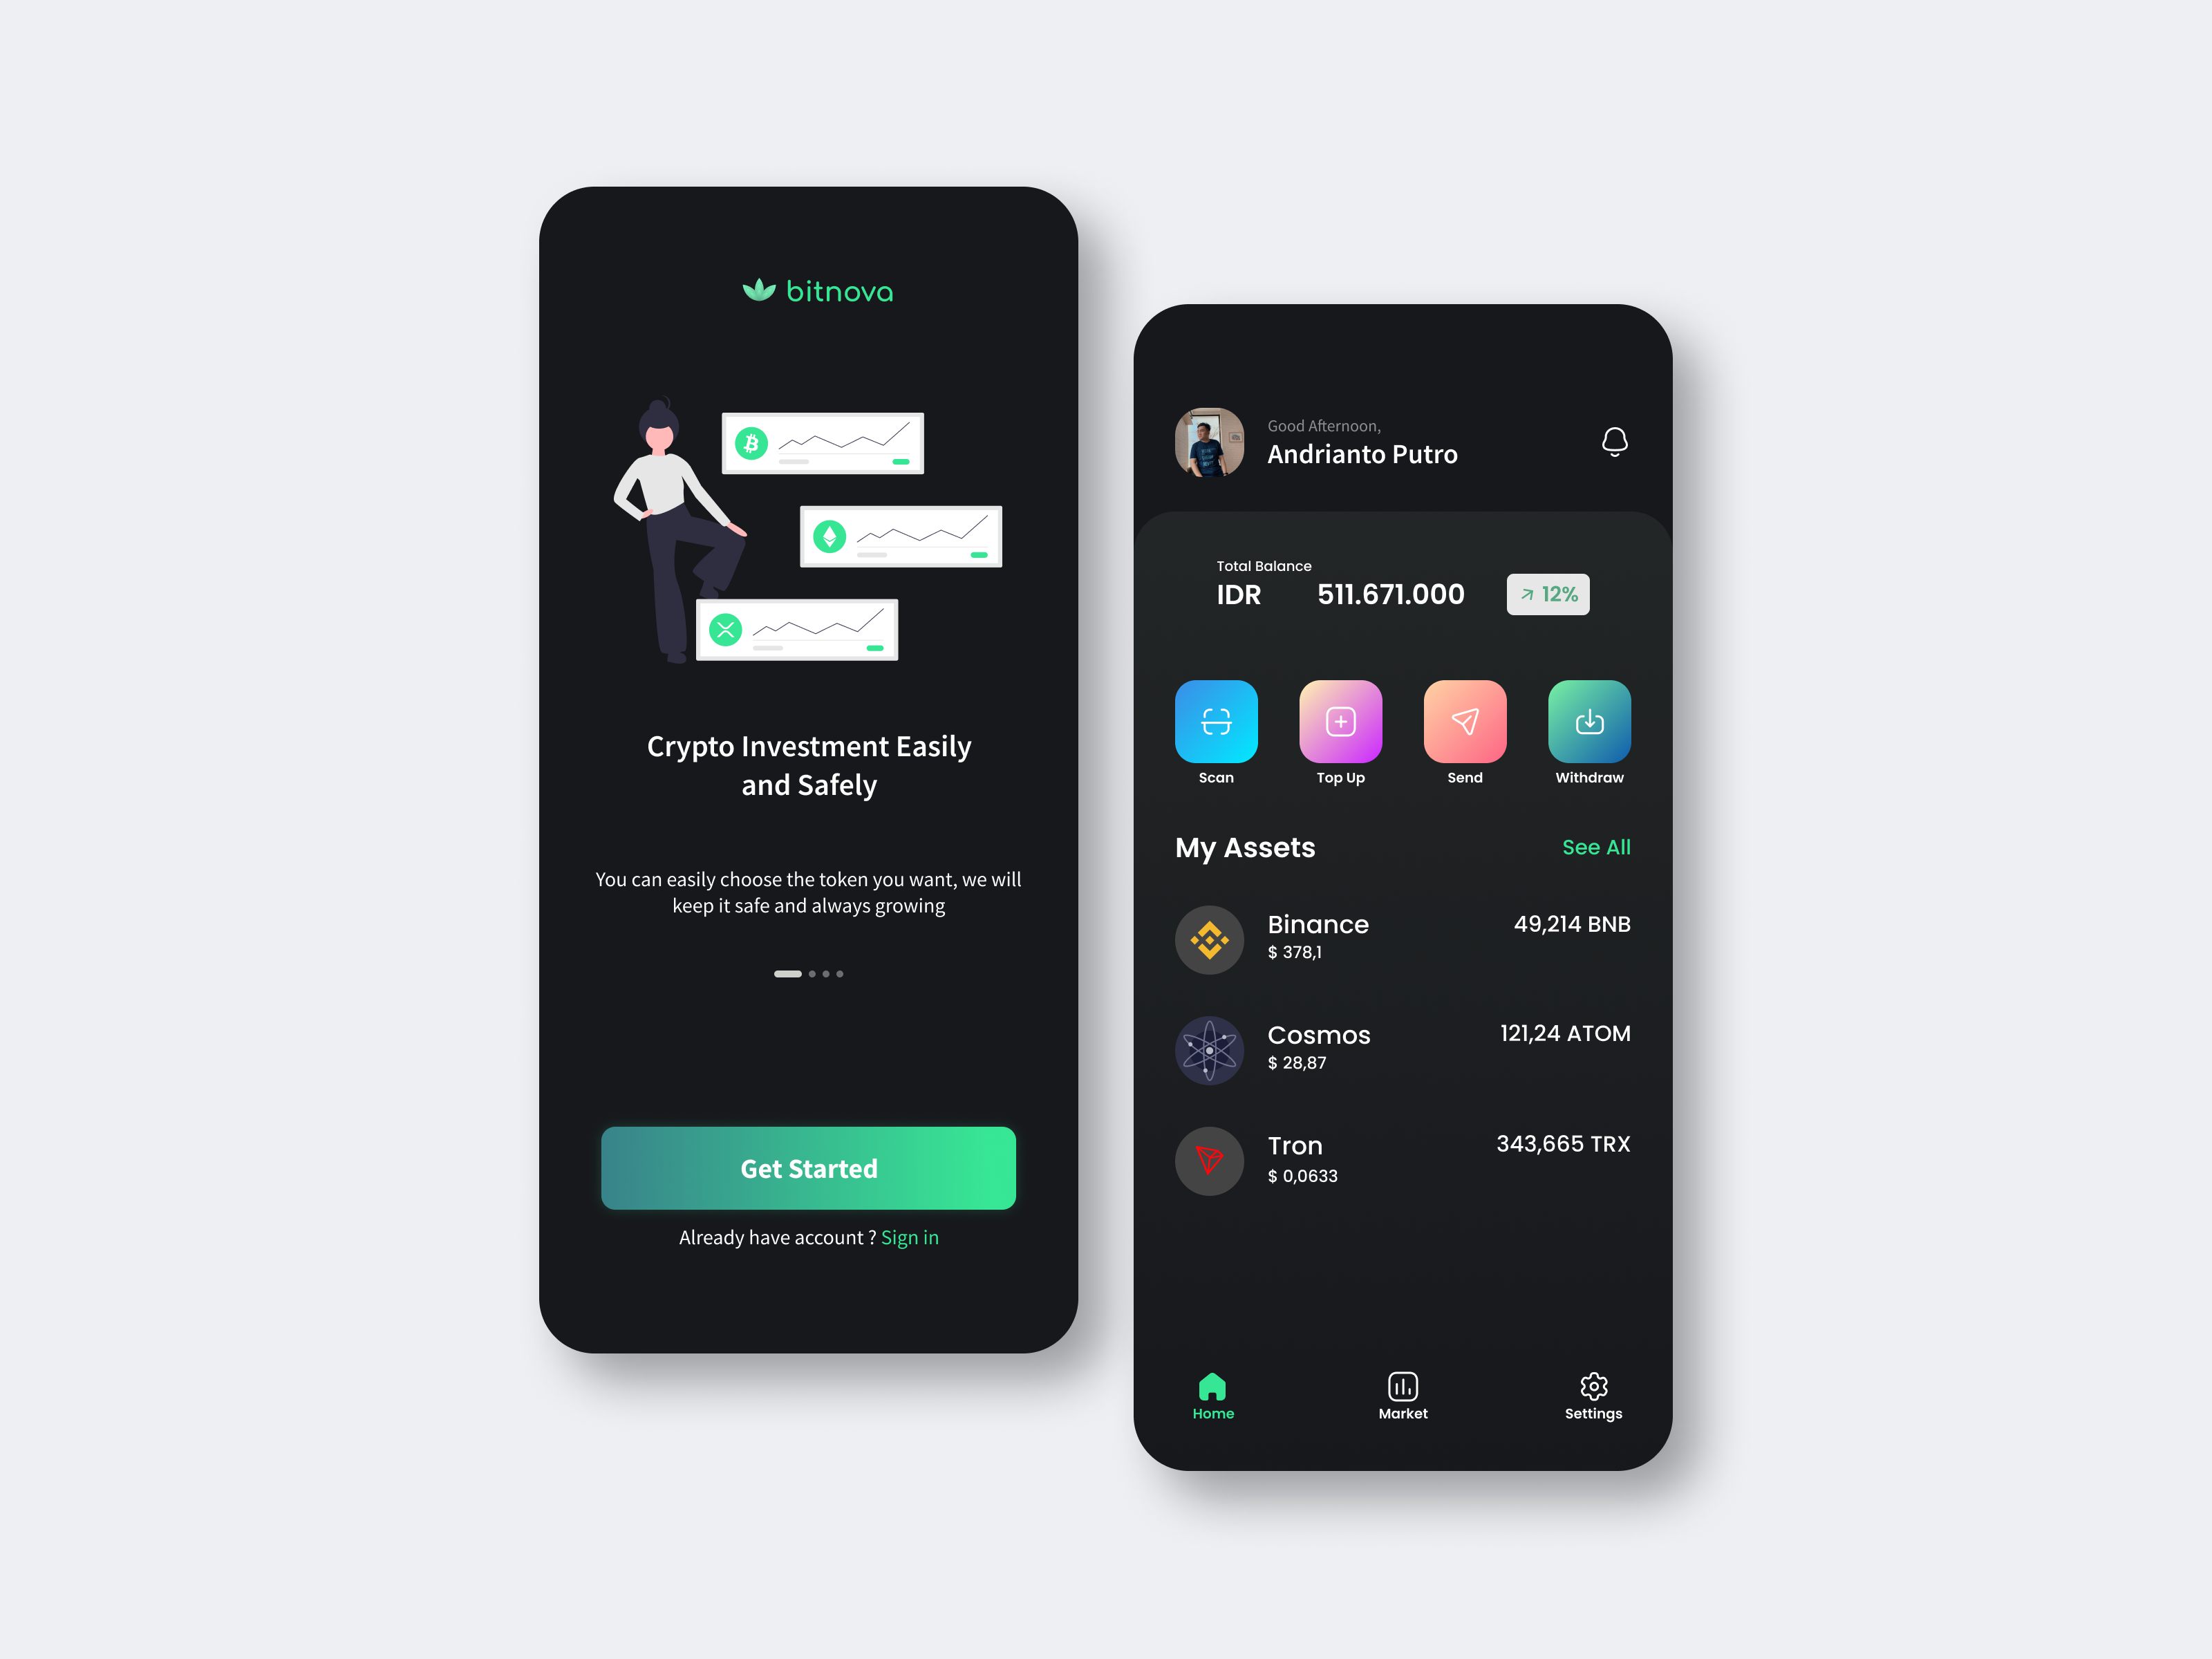 bitnova
Crypto Investment Easily
and Safely
You can easily choose the token you want, we will
keep it safe and always growing
Get Started
Already have account ? Sign in
Good Afternoon,
Andrianto Putro
Total Balance
IDR 511.671.000
12%
Scan
Top Up
Send
Withdraw
My Assets
See All
Binance
49,214 BNB
$ 378,1
Cosmos
121,24 ATOM
$ 28,87
Tron
343,665 TRX
$ 0,0633
Home
Market
Settings